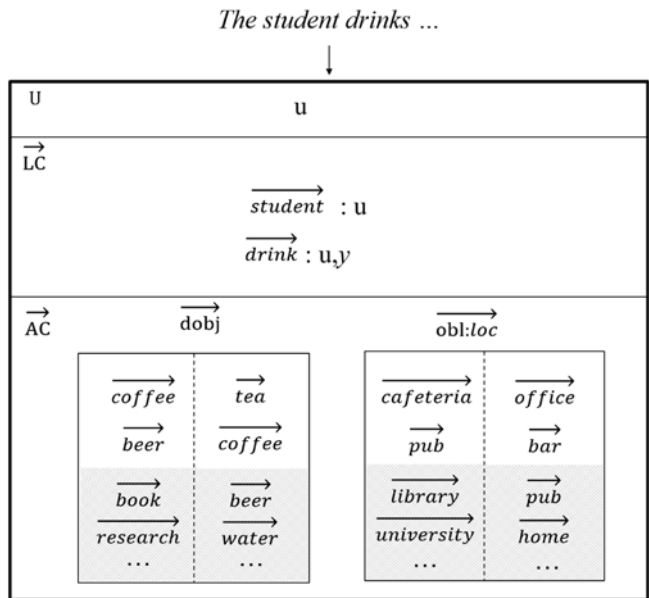 The student drinks ...
U
u
LC
student : u
drink : u,y
AC
dobj
obl:loc
coffee tea
beer coffee
book beer
research water
... ...
cafeteria office
pub bar
library pub
university home
... ...